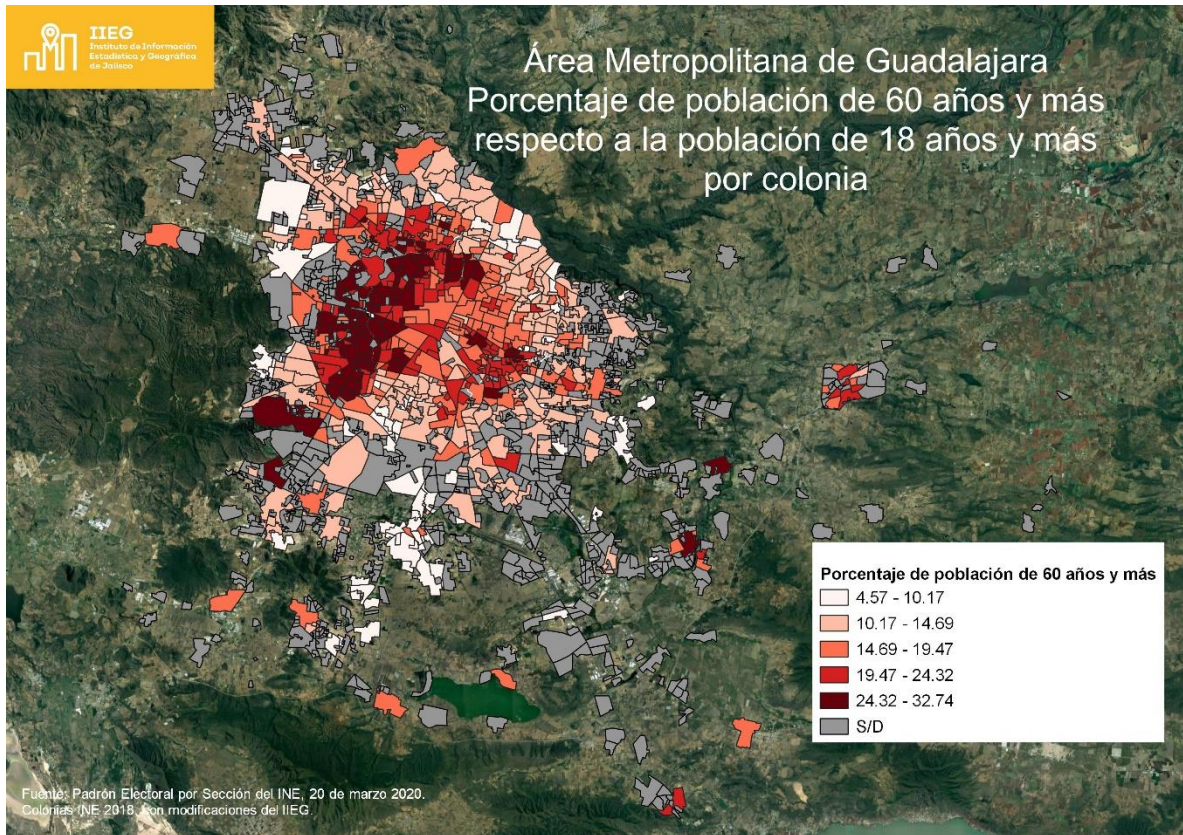 IIEG
Instituto de Información
Estadística y Geográfica
de Jalisco
Área Metropolitana de Guadalajara
Porcentaje de población de 60 años y más
respecto a la población de 18 años y más
por colonia
Porcentaje de población de 60 años y más
4.57 - 10.17
10.17 - 14.69
14.69 - 19.47
19.47 - 24.32
24.32 - 32.74
S/D
Fuente: Padrón Electoral por Sección del INE, 20 de marzo 2020.
Colonias INE 2018, con modificaciones del IIEG.